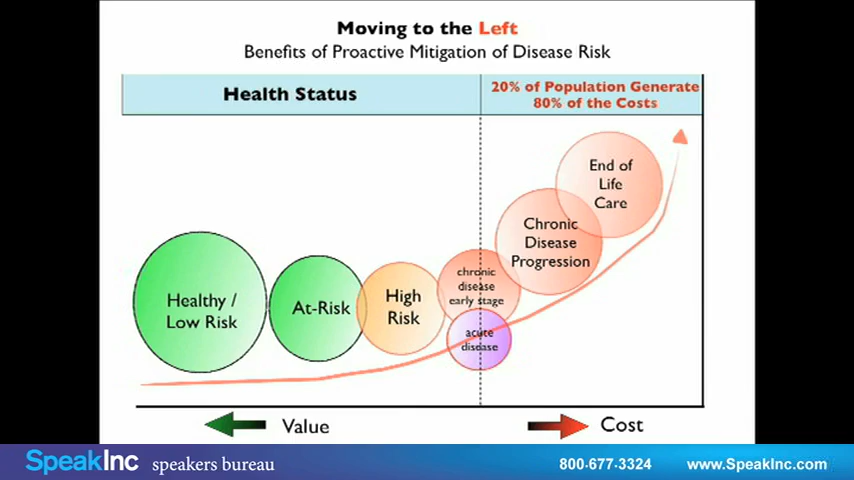 Moving to the Left
Benefits of Proactive Mitigation of Disease Risk
Health Status
20% of Population Generate
80% of the Costs
Healthy /
Low Risk
At-Risk
High
Risk
chronic
disease
early stage
acute
disease
Chronic
Disease
Progression
End of
Life
Care
Value
Cost
SpeakInc speakers bureau
800-677-3324
www.SpeakInc.com